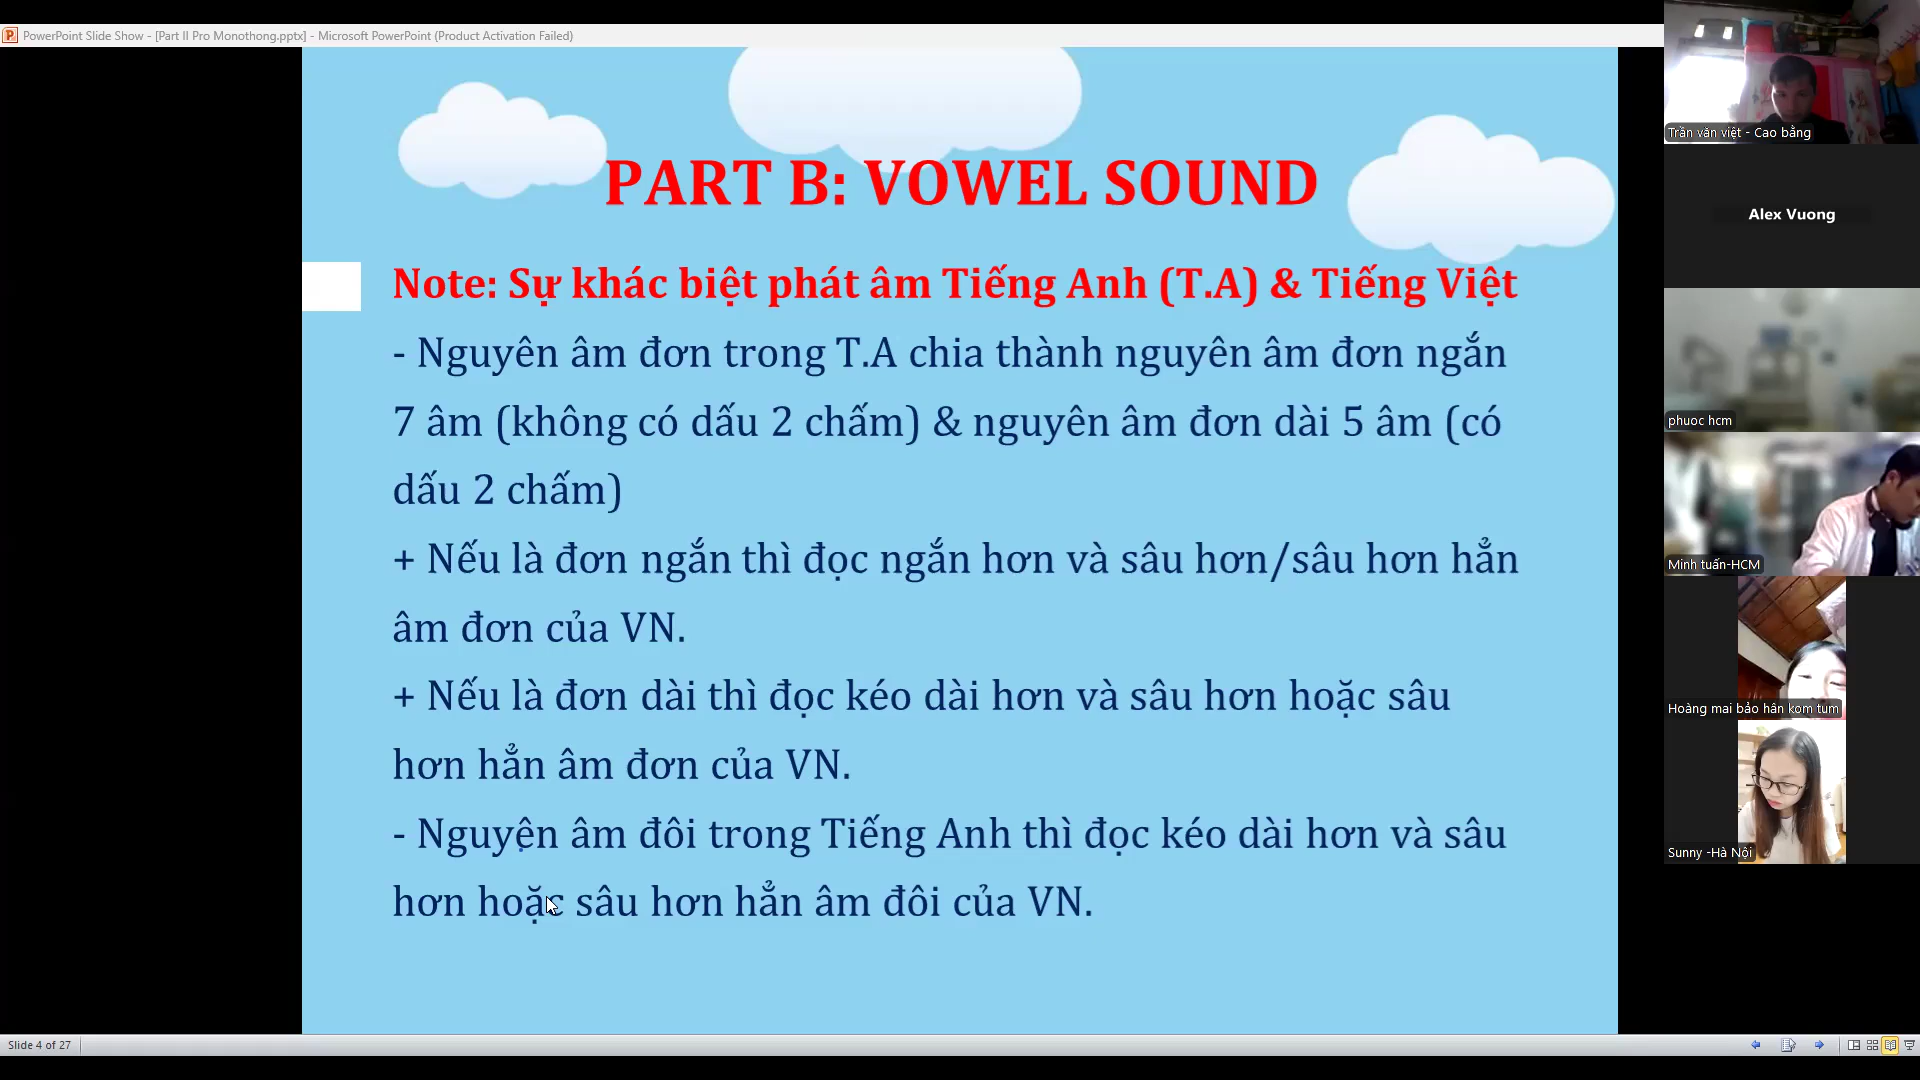 PowerPoint Slide Show - [Part II Pro Monothong.pptx] - Microsoft PowerPoint (Product Activation Failed)
PART B: VOWEL SOUND
Note: Sự khác biệt phát âm Tiếng Anh (T.A) & Tiếng Việt
- Nguyên âm đơn trong T.A chia thành nguyên âm đơn ngắn
7 âm (không có dấu 2 chấm) & nguyên âm đơn dài 5 âm (có
dấu 2 chấm)
+ Nếu là đơn ngắn thì đọc ngắn hơn và sâu hơn/sâu hơn hẳn
âm đơn của VN.
+ Nếu là đơn dài thì đọc kéo dài hơn và sâu hơn hoặc sâu
hơn hẳn âm đơn của VN.
- Nguyện âm đôi trong Tiếng Anh thì đọc kéo dài hơn và sâu
hơn hoặc sâu hơn hẳn âm đôi của VN.
Trần văn việt - Cao bằng
Alex Vuong
phuoc hcm
Minh tuấn-HCM
Hoàng mai bảo hân kom tum
Sunny -Hà Nội
Slide 4 of 27